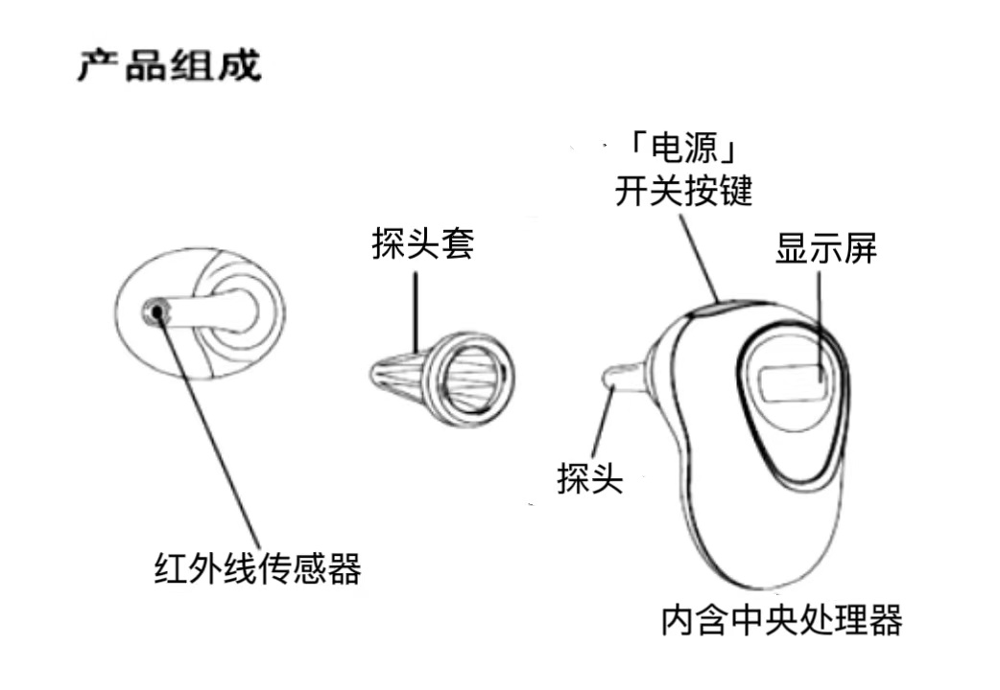 产品组成
「电源」
开关按键
显示屏
探头套
探头
红外线传感器
内含中央处理器